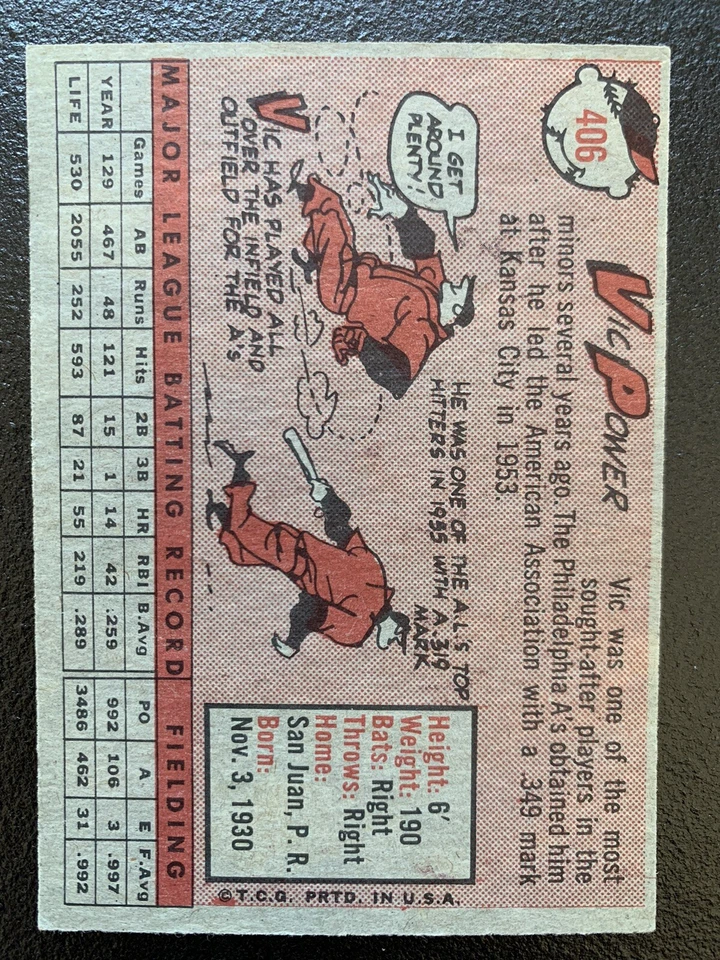 406
VIC POWER
Vic was one of the most
sought-after players in the
minors several years ago. The Philadelphia A's obtained him
after he led the American Association with a .349 mark
at Kansas City in 1953.
I GET
AROUND
PLENTY!
VIC HAS PLAYED ALL
OVER THE INFIELD AND
OUTFIELD FOR THE A's
HE WAS ONE OF THE A.L.'S TOP
HITTERS IN 1955 WITH A .319
MARK
Height: 6'
Weight: 190
Bats: Right
Throws: Right
Home:
San Juan, P. R.
Born:
Nov. 3, 1930
© T.C.G. PRTD. IN U.S.A.
MAJOR LEAGUE BATTING RECORD FIELDING
Games AB Runs Hits 2B 3B HR RBI B.Avg PO A E F.Avg
YEAR 129 467 48 121 15 1 14 42 .259 992 106 3 .997
LIFE 530 2055 252 593 87 21 55 219 .289 3486 462 31 .992